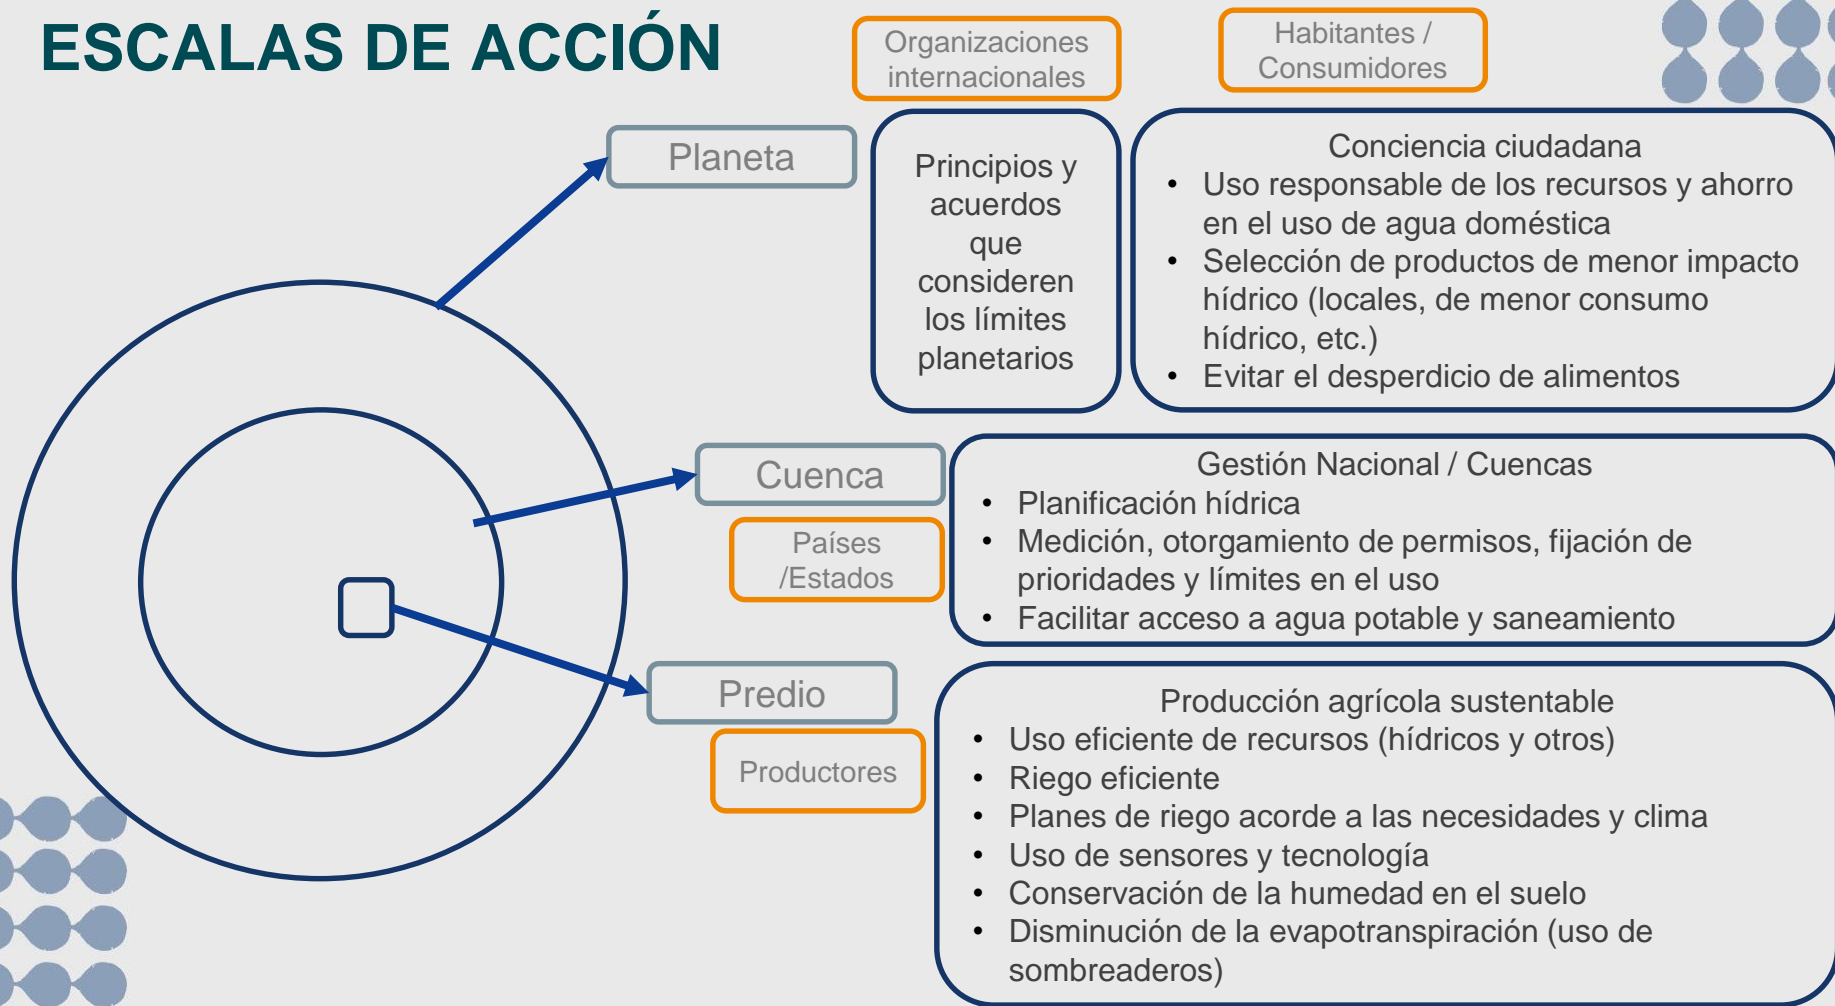 ESCALAS DE ACCIÓN
Organizaciones
internacionales
Habitantes /
Consumidores
Planeta
Principios y
acuerdos
que
consideren
los límites
planetarios
Conciencia ciudadana
• Uso responsable de los recursos y ahorro
en el uso de agua doméstica
• Selección de productos de menor impacto
hídrico (locales, de menor consumo
hídrico, etc.)
• Evitar el desperdicio de alimentos
Cuenca
Países
/Estados
Gestión Nacional / Cuencas
• Planificación hídrica
• Medición, otorgamiento de permisos, fijación de
prioridades y límites en el uso
• Facilitar acceso a agua potable y saneamiento
Predio
Productores
Producción agrícola sustentable
• Uso eficiente de recursos (hídricos y otros)
• Riego eficiente
• Planes de riego acorde a las necesidades y clima
• Uso de sensores y tecnología
• Conservación de la humedad en el suelo
• Disminución de la evapotranspiración (uso de
sombreaderos)